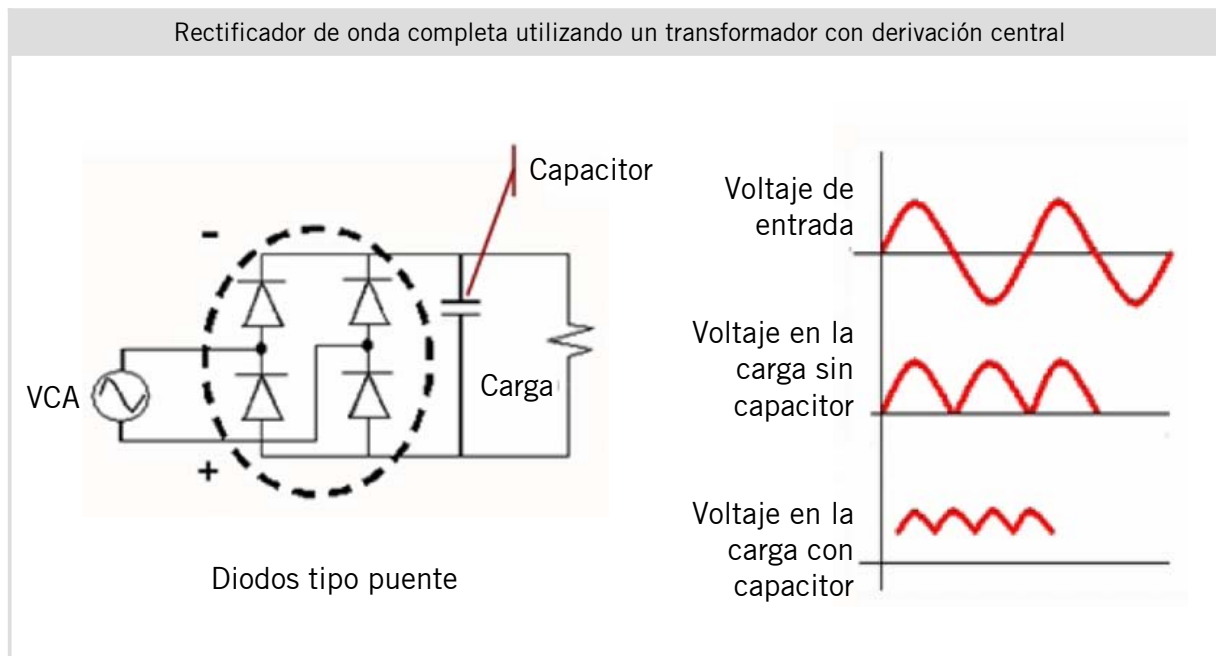 Rectificador de onda completa utilizando un transformador con derivación central
Capacitor
-
VCA
Carga
+
Diodos tipo puente
Voltaje de
entrada
Voltaje en la
carga sin
capacitor
Voltaje en la
carga con
capacitor